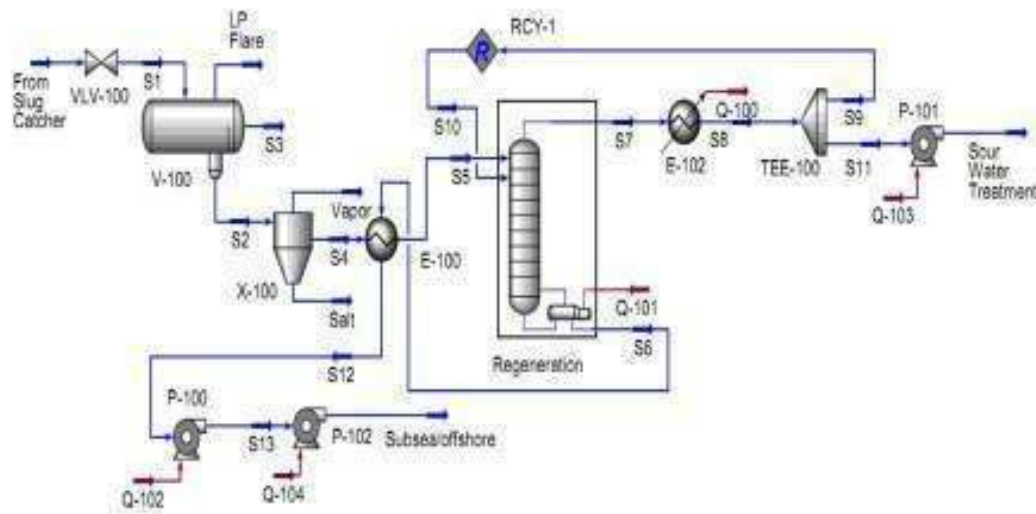 LP
Flare
RCY-1
R
From
Slug
Catcher
VLV-100
S1
S3
V-100
S10
S5
S7
Q-100
S8
E-102
TEE-100
S9
S11
P-101
Q-103
Sour
Water
Treatment
S2
Vapor
S4
E-100
X-100
Salt
Q-101
S6
Regeneration
S12
P-100
S13
P-102
Subsea/offshore
Q-102
Q-104